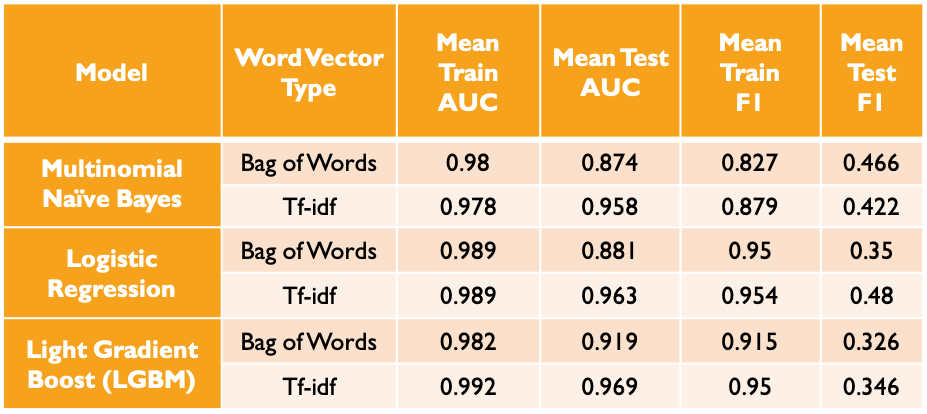 Model
Word Vector
Type
Mean
Train
AUC
Mean Test
AUC
Mean
Train
F1
Mean
Test
F1
Multinomial
Naïve Bayes
Bag of Words
0.98
0.874
0.827
0.466
Tf-idf
0.978
0.958
0.879
0.422
Logistic
Regression
Bag of Words
0.989
0.881
0.95
0.35
Tf-idf
0.989
0.963
0.954
0.48
Light Gradient
Boost (LGBM)
Bag of Words
0.982
0.919
0.915
0.326
Tf-idf
0.992
0.969
0.95
0.346